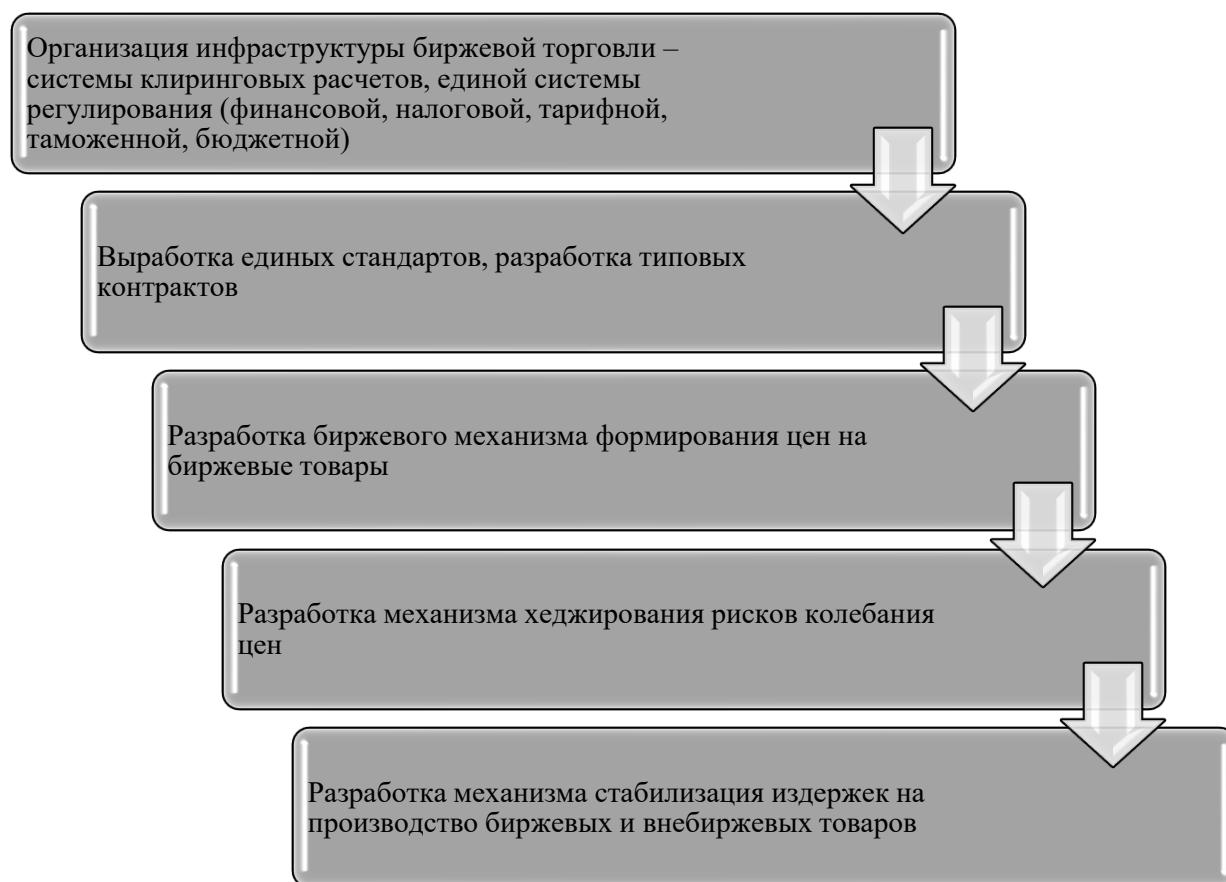 Организация инфраструктуры биржевой торговли –
системы клиринговых расчетов, единой системы
регулирования (финансовой, налоговой, тарифной,
таможенной, бюджетной)
Выработка единых стандартов, разработка типовых
контрактов
Разработка биржевого механизма формирования цен на
биржевые товары
Разработка механизма хеджирования рисков колебания
цен
Разработка механизма стабилизация издержек на
производство биржевых и внебиржевых товаров